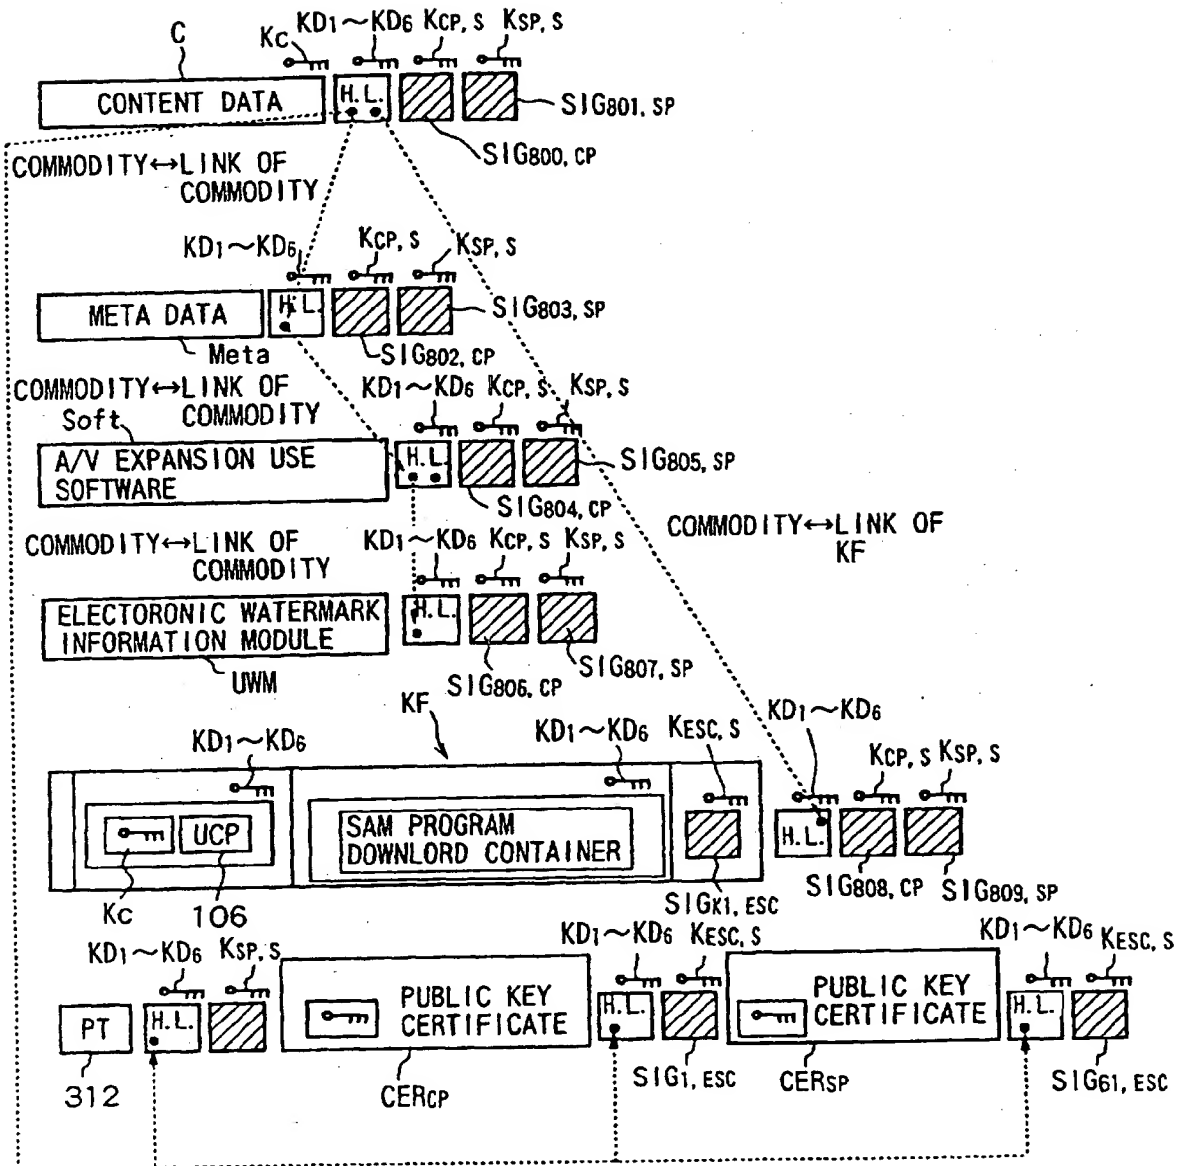 C
Kc
KD1~KD6
KCP, S
KSP, S
CONTENT DATA
H.L.
SIG801, SP
SIG800, CP
COMMODITY↔LINK OF
COMMODITY
KD1~KD6
KCP, S
KSP, S
META DATA
H.L.
SIG803, SP
Meta
SIG802, CP
COMMODITY↔LINK OF
COMMODITY
KD1~KD6
KCP, S
KSP, S
Soft
A/V EXPANSION USE
SOFTWARE
H.L.
SIG805, SP
SIG804, CP
COMMODITY↔LINK OF
KF
COMMODITY↔LINK OF
COMMODITY
KD1~KD6
KCP, S
KSP, S
ELECTORONIC WATERMARK
INFORMATION MODULE
H.L.
UWM
SIG806, CP
SIG807, SP
KF
KD1~KD6
KD1~KD6
KESC, S
KD1~KD6
KCP, S
KSP, S
UCP
SAM PROGRAM
DOWNLORD CONTAINER
H.L.
Kc
106
SIGK1, ESC
SIG808, CP
SIG809, SP
KD1~KD6
KSP, S
KD1~KD6
KESC, S
KD1~KD6
KESC, S
PT
H.L.
PUBLIC KEY
CERTIFICATE
H.L.
PUBLIC KEY
CERTIFICATE
H.L.
312
CERCP
SIG1, ESC
CERSP
SIG61, ESC